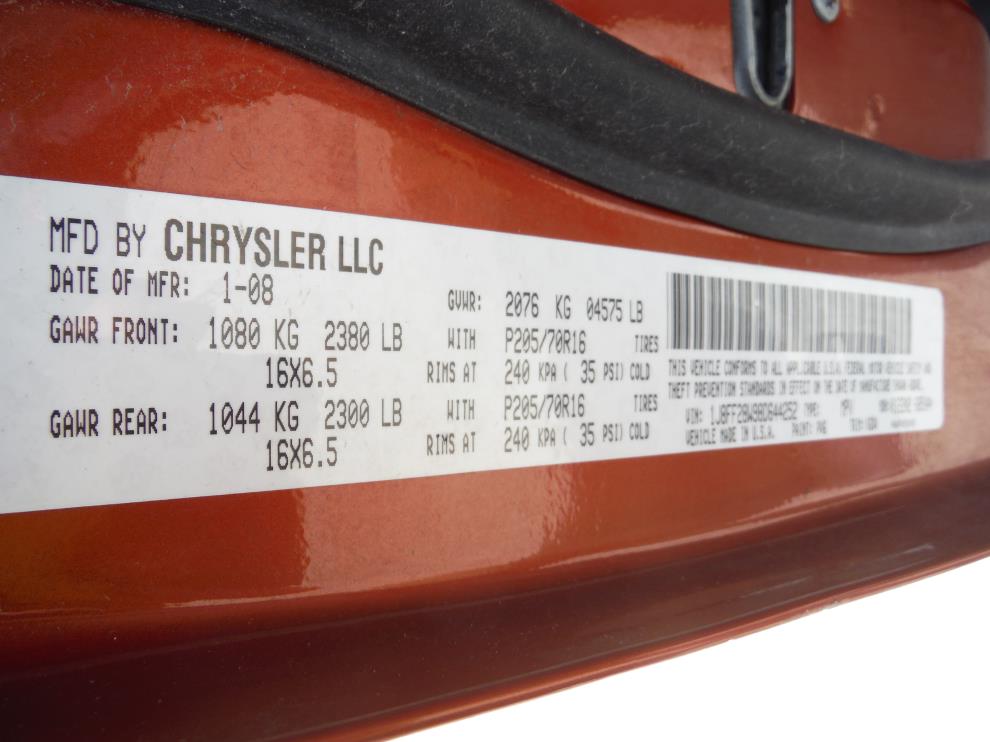 MFD BY CHRYSLER LLC
DATE OF MFR: 1-08
GVWR: 2076 KG 04575 LB
GAWR FRONT: 1080 KG 2380 LB WITH P205/70R16 TIRES
16X6.5 RIMS AT 240 KPA ( 35 PSI) COLD
GAWR REAR: 1044 KG 2300 LB WITH P205/70R16
16X6.5 RIMS AT 240 KPA ( 35 PSI) COLD
THIS VEHICLE CONFORMS TO ALL APPLICABLE U.S.A. FEDERAL MOTOR VEHICLE SAFETY AND
THEFT PREVENTION STANDARDS IN EFFECT ON THE DATE OF MANUFACTURE SHOWN ABOVE.
VIN: TYPE: MPV
VEHICLE MADE IN U.S.A. PAINT: